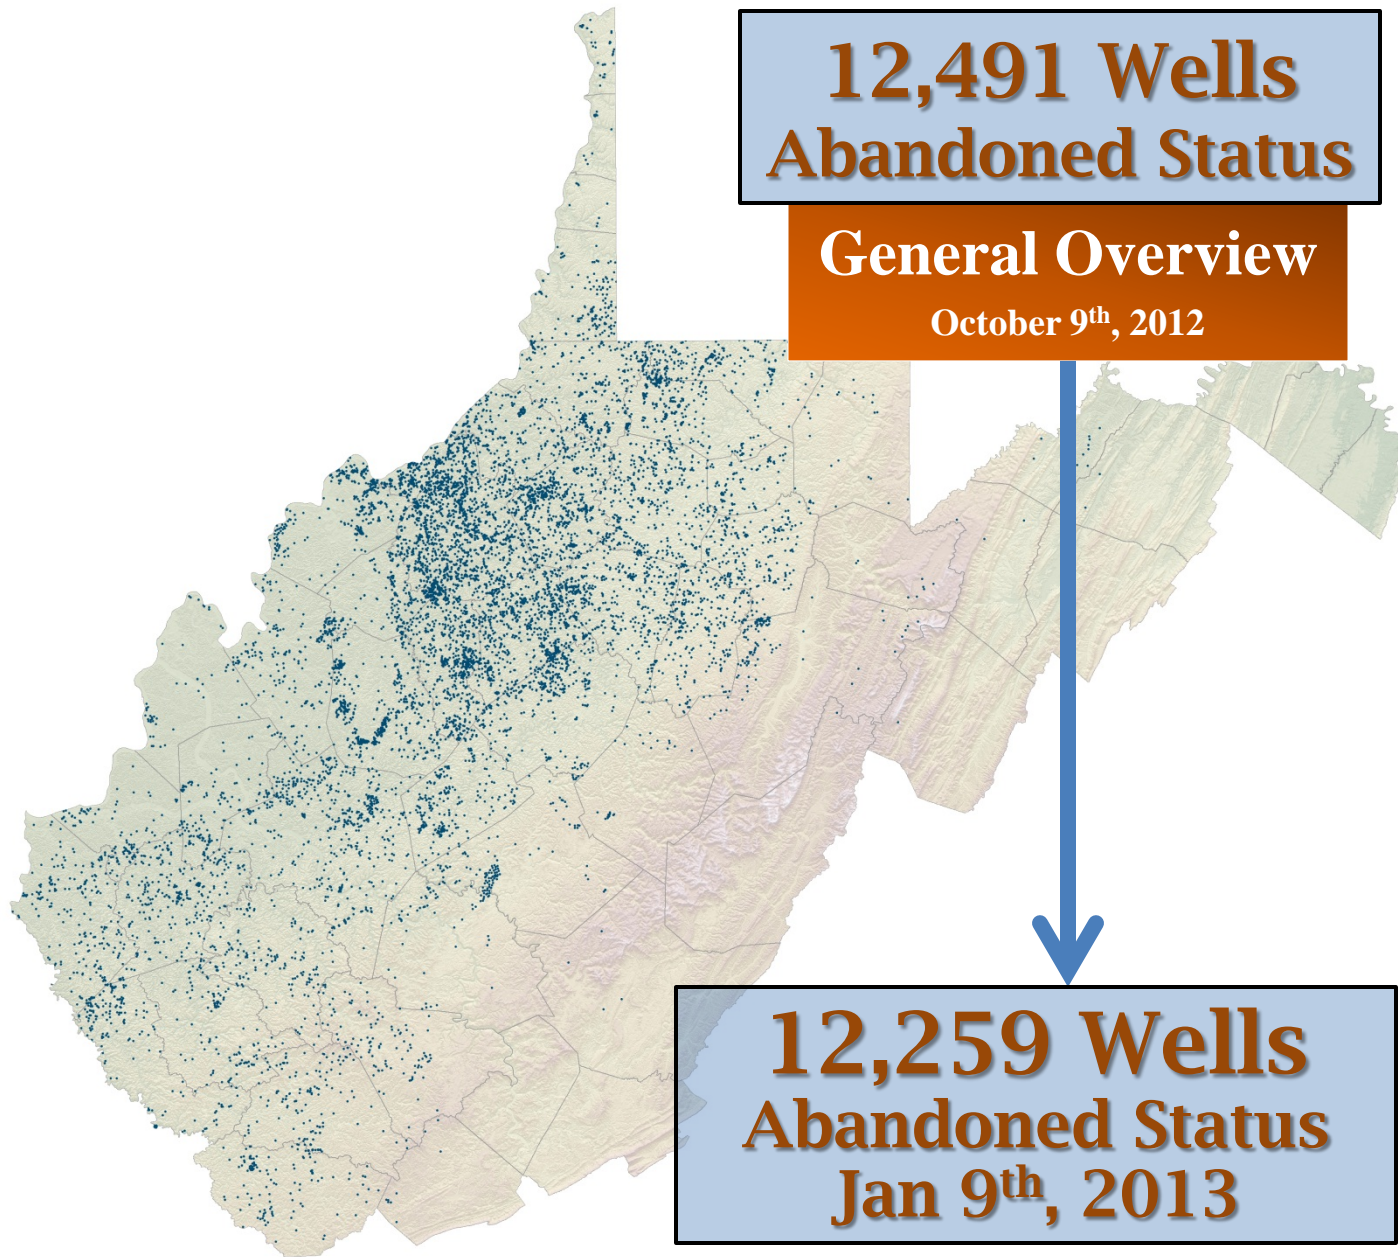 12,491 Wells
Abandoned Status
General Overview
October 9th, 2012
12,259 Wells
Abandoned Status
Jan 9th, 2013